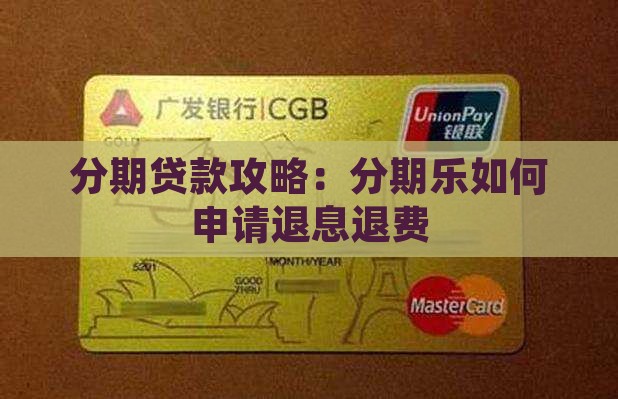 广发银行|CGB
UnionPay
银联
GOLD
分期贷款攻略：分期乐如何
申请退息退费
5201
MONTH/YEAR
GOOD
THRU
MasterCard